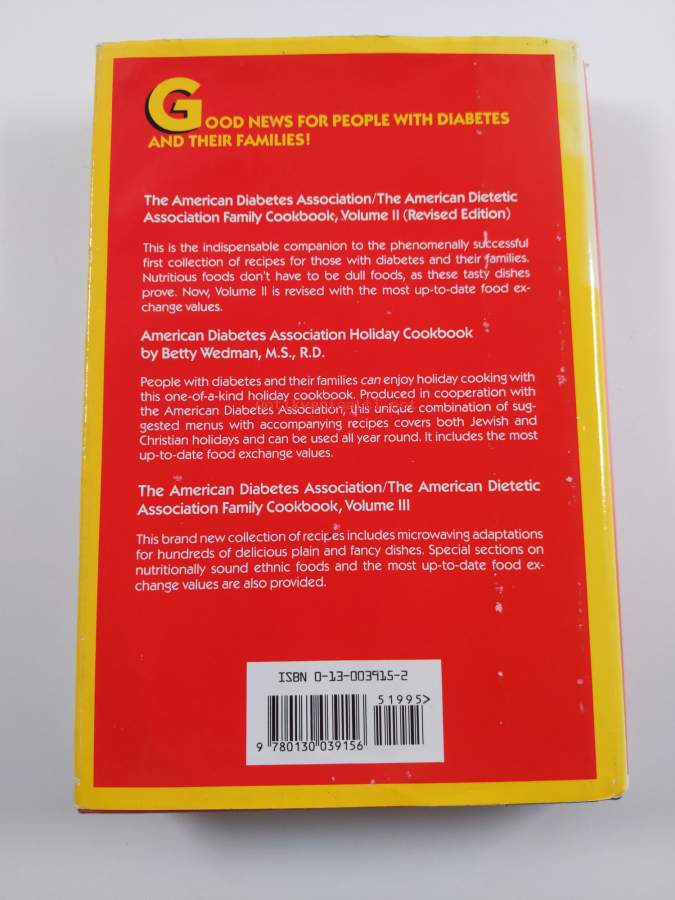 GOOD NEWS FOR PEOPLE WITH DIABETES
AND THEIR FAMILIES!
The American Diabetes Association/The American Dietetic
Association Family Cookbook, Volume II (Revised Edition)
This is the indispensable companion to the phenomenally successful
first collection of recipes for those with diabetes and their families.
Nutritious foods don't have to be dull foods, as these tasty dishes
prove. Now, Volume II is revised with the most up-to-date food ex-
change values.
American Diabetes Association Holiday Cookbook
by Betty Wedman, M.S., R.D.
People with diabetes and their families can enjoy holiday cooking with
this one-of-a-kind holiday cookbook. Produced in cooperation with
the American Diabetes Association, this unique combination of sug-
gested menus with accompanying recipes covers both Jewish and
Christian holidays and can be used all year round. It includes the most
up-to-date food exchange values.
The American Diabetes Association/The American Dietetic
Association Family Cookbook, Volume III
This brand new collection of recipes includes microwaving adaptations
for hundreds of delicious plain and fancy dishes. Special sections on
nutritionally sound ethnic foods and the most up-to-date food ex-
change values are also provided.
ISBN 0-13-003915-2
51995>
9 780130 039156